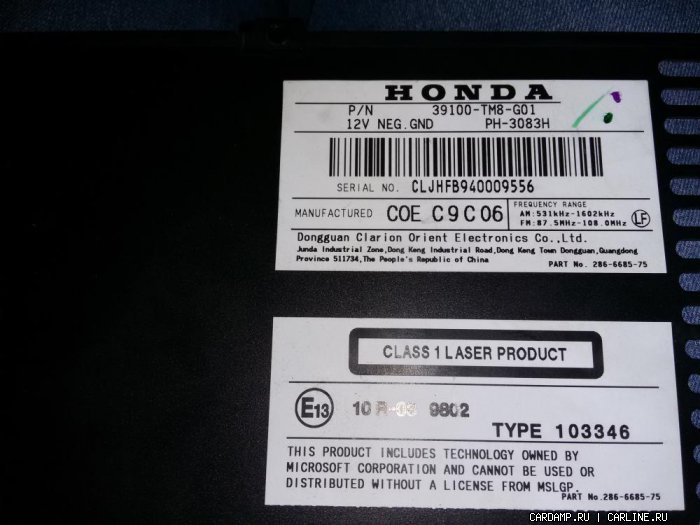 HONDA
P/N 39100-TM8-G01
12V NEG.GND PH-3083H
SERIAL NO. CLJHFB940009556
MANUFACTURED COE C9C06 FREQUENCY RANGE
AM:531kHz-1602kHz
FM:87.5MHz-108.0MHz LF
Dongguan Clarion Orient Electronics Co.,Ltd.
Junda Industrial Zone,Dong Keng Industrial Road,Dong Keng Town Dongguan,Guangdong
Province 511734,The People's Republic of China
PART No. 286-6685-75
CLASS 1 LASER PRODUCT
E13 10R-03 9802
TYPE 103346
THIS PRODUCT INCLUDES TECHNOLOGY OWNED BY
MICROSOFT CORPORATION AND CANNOT BE USED OR
DISTRIBUTED WITHOUT A LICENSE FROM MSLGP.
PART No.286-6685-75
CARDAMP.RU | CARLINE.RU